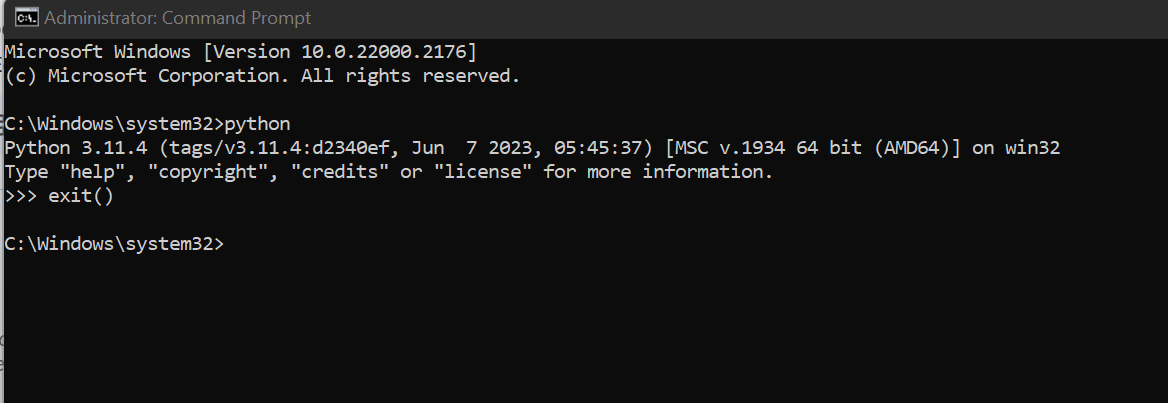 Administrator: Command Prompt
Microsoft Windows [Version 10.0.22000.2176]
(c) Microsoft Corporation. All rights reserved.
C:\Windows\system32>python
Python 3.11.4 (tags/v3.11.4:d2340ef, Jun  7 2023, 05:45:37) [MSC v.1934 64 bit (AMD64)] on win32
Type "help", "copyright", "credits" or "license" for more information.
>>> exit()
C:\Windows\system32>